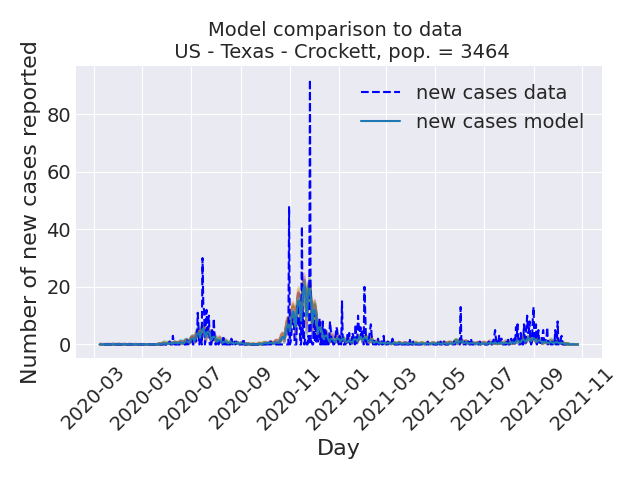 Model comparison to data
US - Texas - Crockett, pop. = 3464
Number of new cases reported
80
60
40
20
0
new cases data
new cases model
2020-03
2020-05
2020-07
2020-09
2020-11
2021-01
2021-03
2021-05
2021-07
2021-09
2021-11
Day